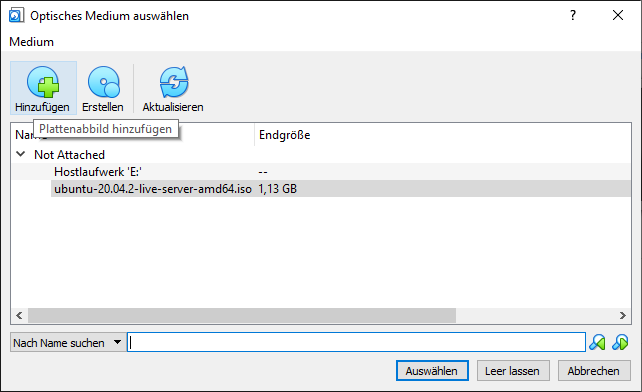 Optisches Medium auswählen
Medium
Hinzufügen Erstellen Aktualisieren
Plattenabbild hinzufügen
Endgröße
Not Attached
Hostlaufwerk 'E:' --
ubuntu-20.04.2-live-server-amd64.iso 1,13 GB
Nach Name suchen
Auswählen Leer lassen Abbrechen